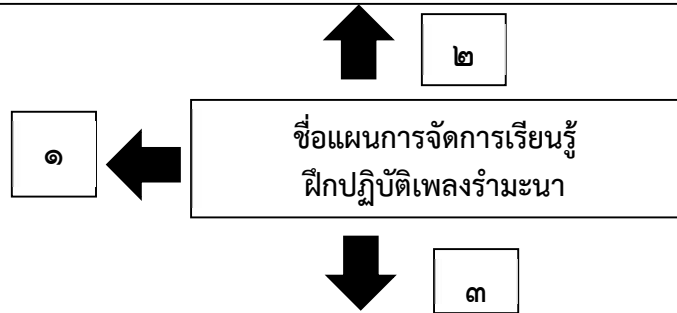 ๒
๑
ชื่อแผนการจัดการเรียนรู้
ฝึกปฏิบัติเพลงรำมะนา
๓